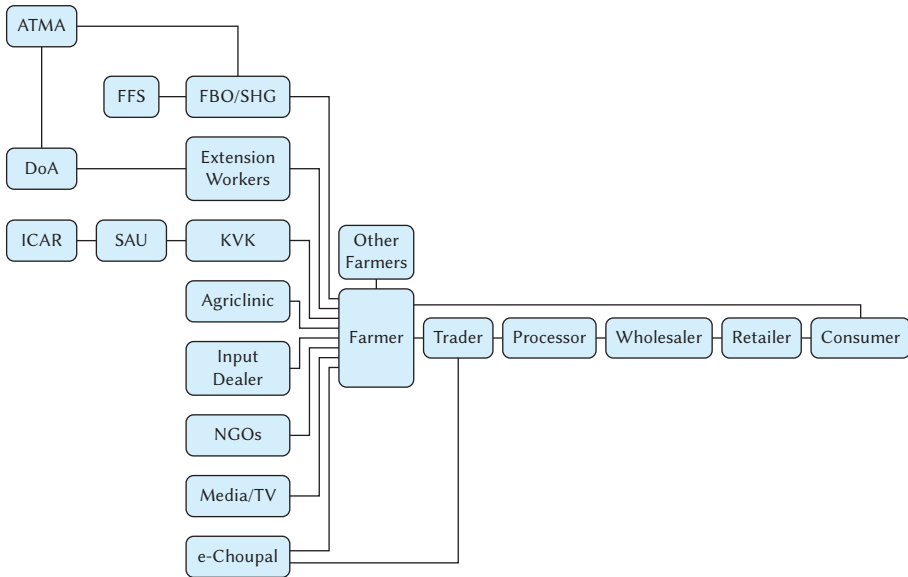 ATMA
FFS
FBO/SHG
DoA
Extension
Workers
ICAR
SAU
KVK
Other
Farmers
Agriclinic
Farmer
Trader
Processor
Wholesaler
Retailer
Consumer
Input
Dealer
NGOs
Media/TV
e-Choupal